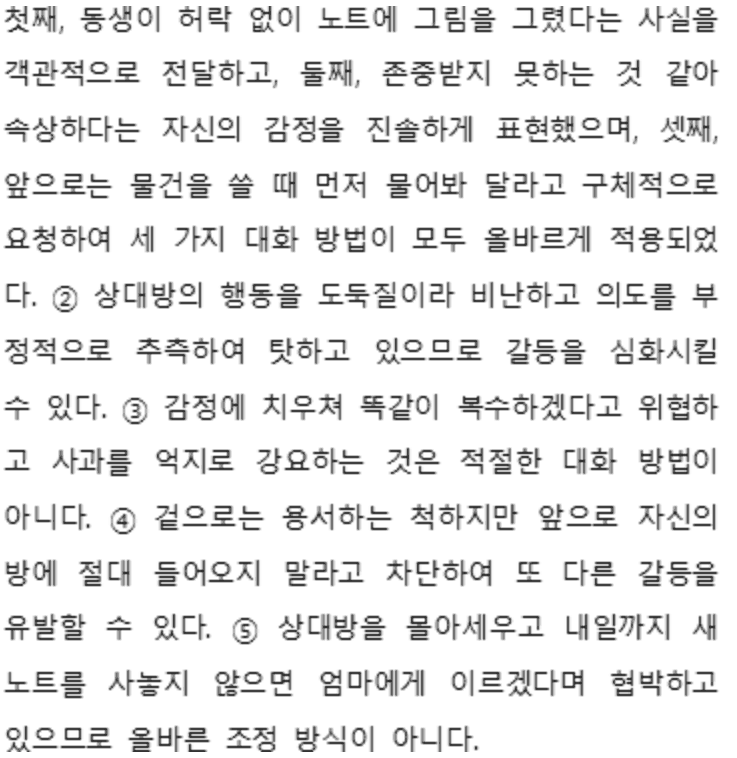 첫째, 동생이 허락 없이 노트에 그림을 그렸다는 사실을
객관적으로 전달하고, 둘째, 존중받지 못하는 것 같아
속상하다는 자신의 감정을 진솔하게 표현했으며, 셋째,
앞으로는 물건을 쓸 때 먼저 물어봐 달라고 구체적으로
요청하여 세 가지 대화 방법이 모두 올바르게 적용되었
다. ② 상대방의 행동을 도둑질이라 비난하고 의도를 부
정적으로 추측하여 탓하고 있으므로 갈등을 심화시킬
수 있다. ③ 감정에 치우쳐 똑같이 복수하겠다고 위협하
고 사과를 억지로 강요하는 것은 적절한 대화 방법이
아니다. ④ 겉으로는 용서하는 척하지만 앞으로 자신의
방에 절대 들어오지 말라고 차단하여 또 다른 갈등을
유발할 수 있다. ⑤ 상대방을 몰아세우고 내일까지 새
노트를 사놓지 않으면 엄마에게 이르겠다며 협박하고
있으므로 올바른 조정 방식이 아니다.